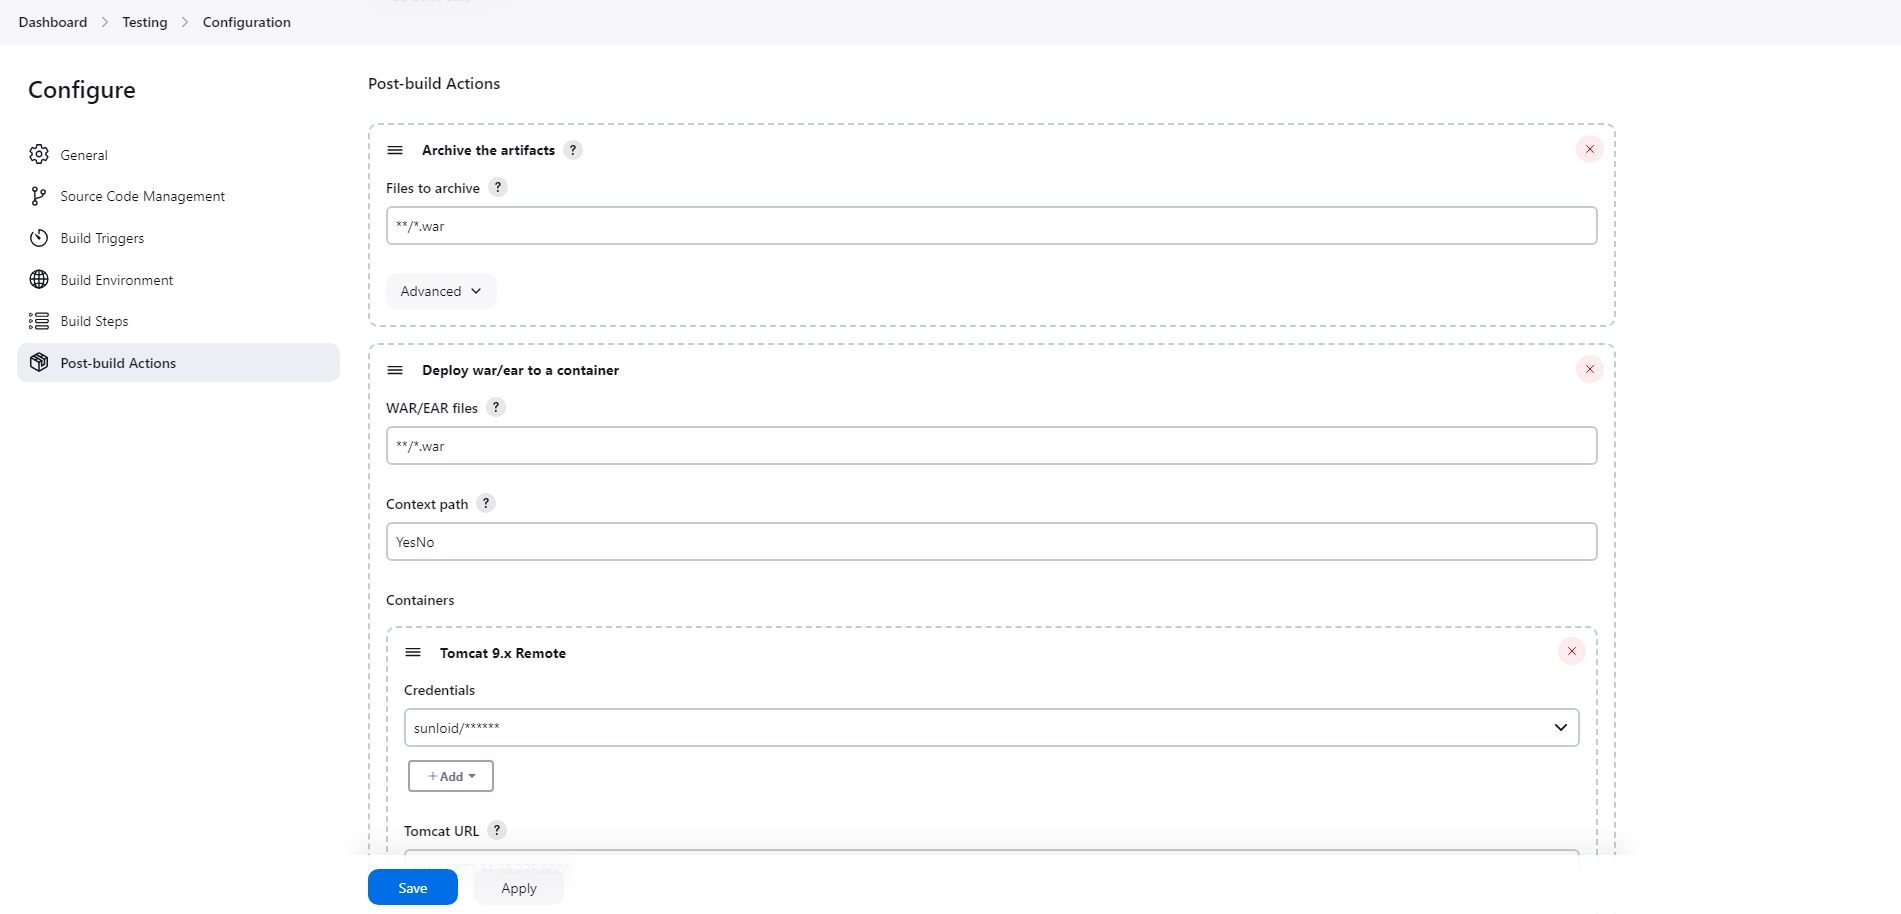 Dashboard > Testing > Configuration
Configure
General
Source Code Management
Build Triggers
Build Environment
Build Steps
Post-build Actions
Post-build Actions
Archive the artifacts ?
Files to archive ?
**/*.war
Advanced
Deploy war/ear to a container
WAR/EAR files ?
**/*.war
Context path ?
YesNo
Containers
Tomcat 9.x Remote
Credentials
sunloid/******
+ Add
Tomcat URL ?
Save
Apply